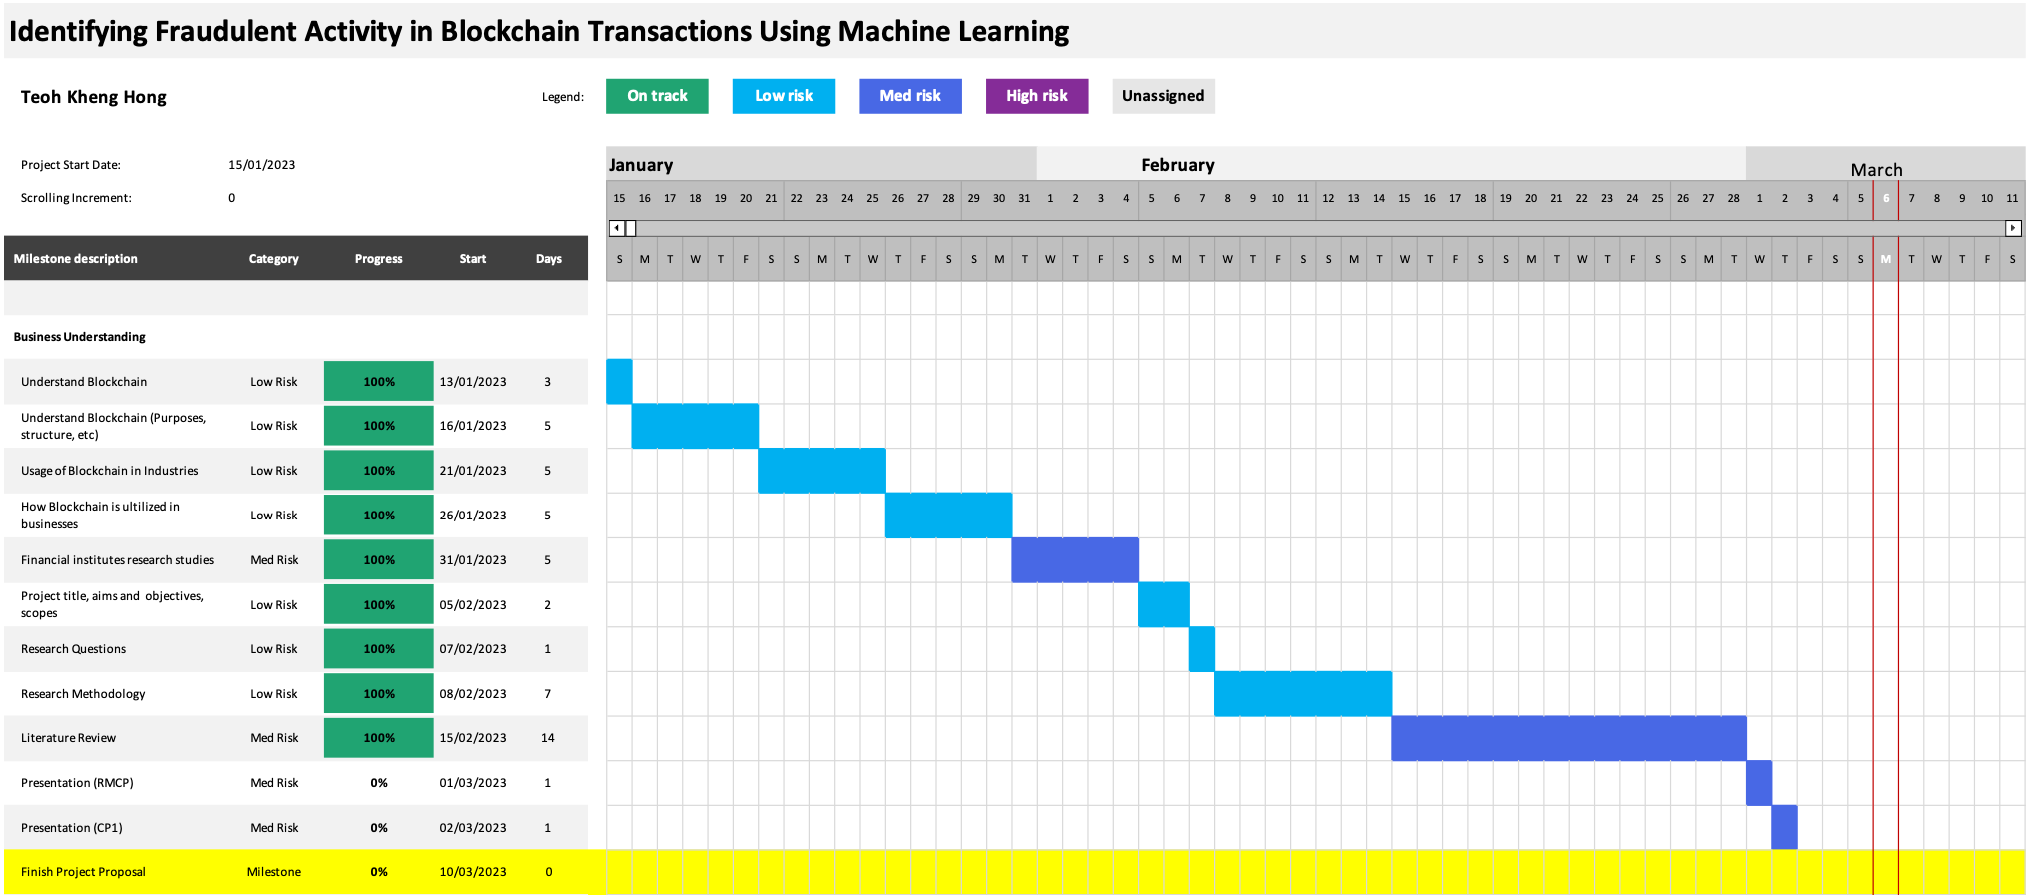 Identifying Fraudulent Activity in Blockchain Transactions Using Machine Learning
Teoh Kheng Hong
Legend: On track Low risk Med risk High risk Unassigned
Project Start Date: 15/01/2023
January February March
Scrolling Increment: 0
15 16 17 18 19 20 21 22 23 24 25 26 27 28 29 30 31 1 2 3 4 5 6 7 8 9 10 11 12 13 14 15 16 17 18 19 20 21 22 23 24 25 26 27 28 1 2 3 4 5 6 7 8 9 10 11
Milestone description Category Progress Start Days
S M T W T F S S M T W T F S S M T W T F S S M T W T F S S M T W T F S S M T W T F S S M T W T F S S M T W T F S
Business Understanding
Understand Blockchain Low Risk 100% 13/01/2023 3
Understand Blockchain (Purposes,
structure, etc) Low Risk 100% 16/01/2023 5
Usage of Blockchain in Industries Low Risk 100% 21/01/2023 5
How Blockchain is ultilized in
businesses Low Risk 100% 26/01/2023 5
Financial institutes research studies Med Risk 100% 31/01/2023 5
Project title, aims and objectives,
scopes Low Risk 100% 05/02/2023 2
Research Questions Low Risk 100% 07/02/2023 1
Research Methodology Low Risk 100% 08/02/2023 7
Literature Review Med Risk 100% 15/02/2023 14
Presentation (RMCP) Med Risk 0% 01/03/2023 1
Presentation (CP1) Med Risk 0% 02/03/2023 1
Finish Project Proposal Milestone 0% 10/03/2023 0